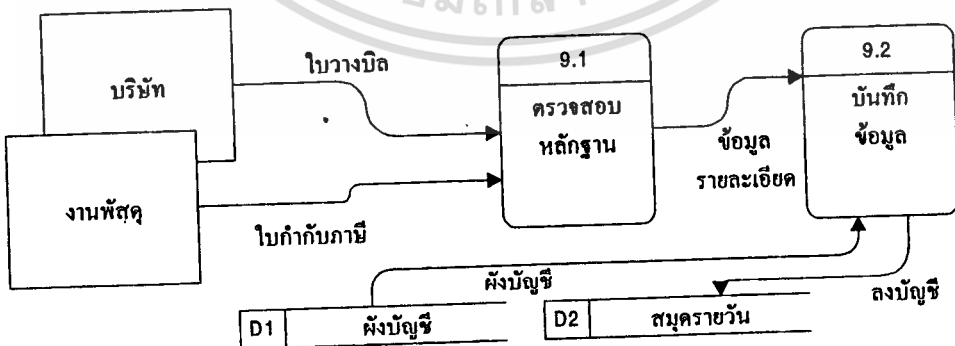 บริษัท
งานพัสดุ
ใบวางบิล
ใบกำกับภาษี
9.1
ตรวจสอบ
หลักฐาน
ข้อมูล
รายละเอียด
9.2
บันทึก
ข้อมูล
ผังบัญชี
ลงบัญชี
D1 ผังบัญชี
D2 สมุดรายวัน